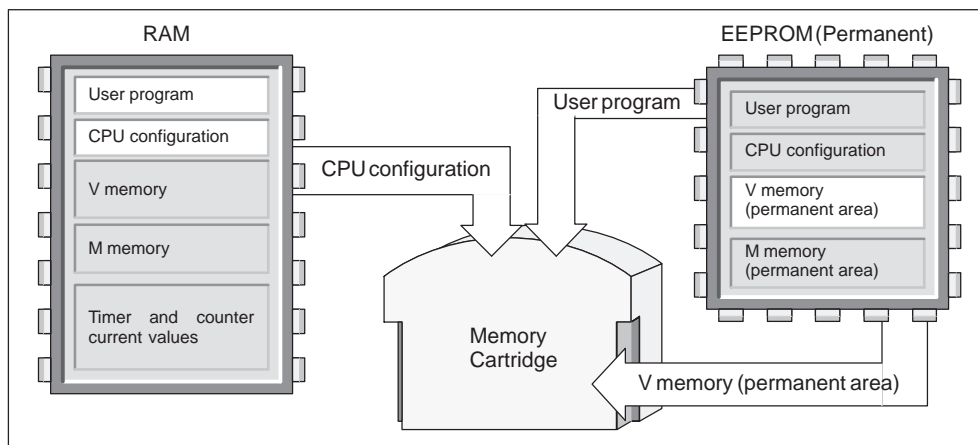 RAM
EEPROM (Permanent)
User program
CPU configuration
V memory
M memory
Timer and counter
current values
CPU configuration
User program
User program
CPU configuration
V memory
(permanent area)
M memory
(permanent area)
Memory
Cartridge
V memory (permanent area)